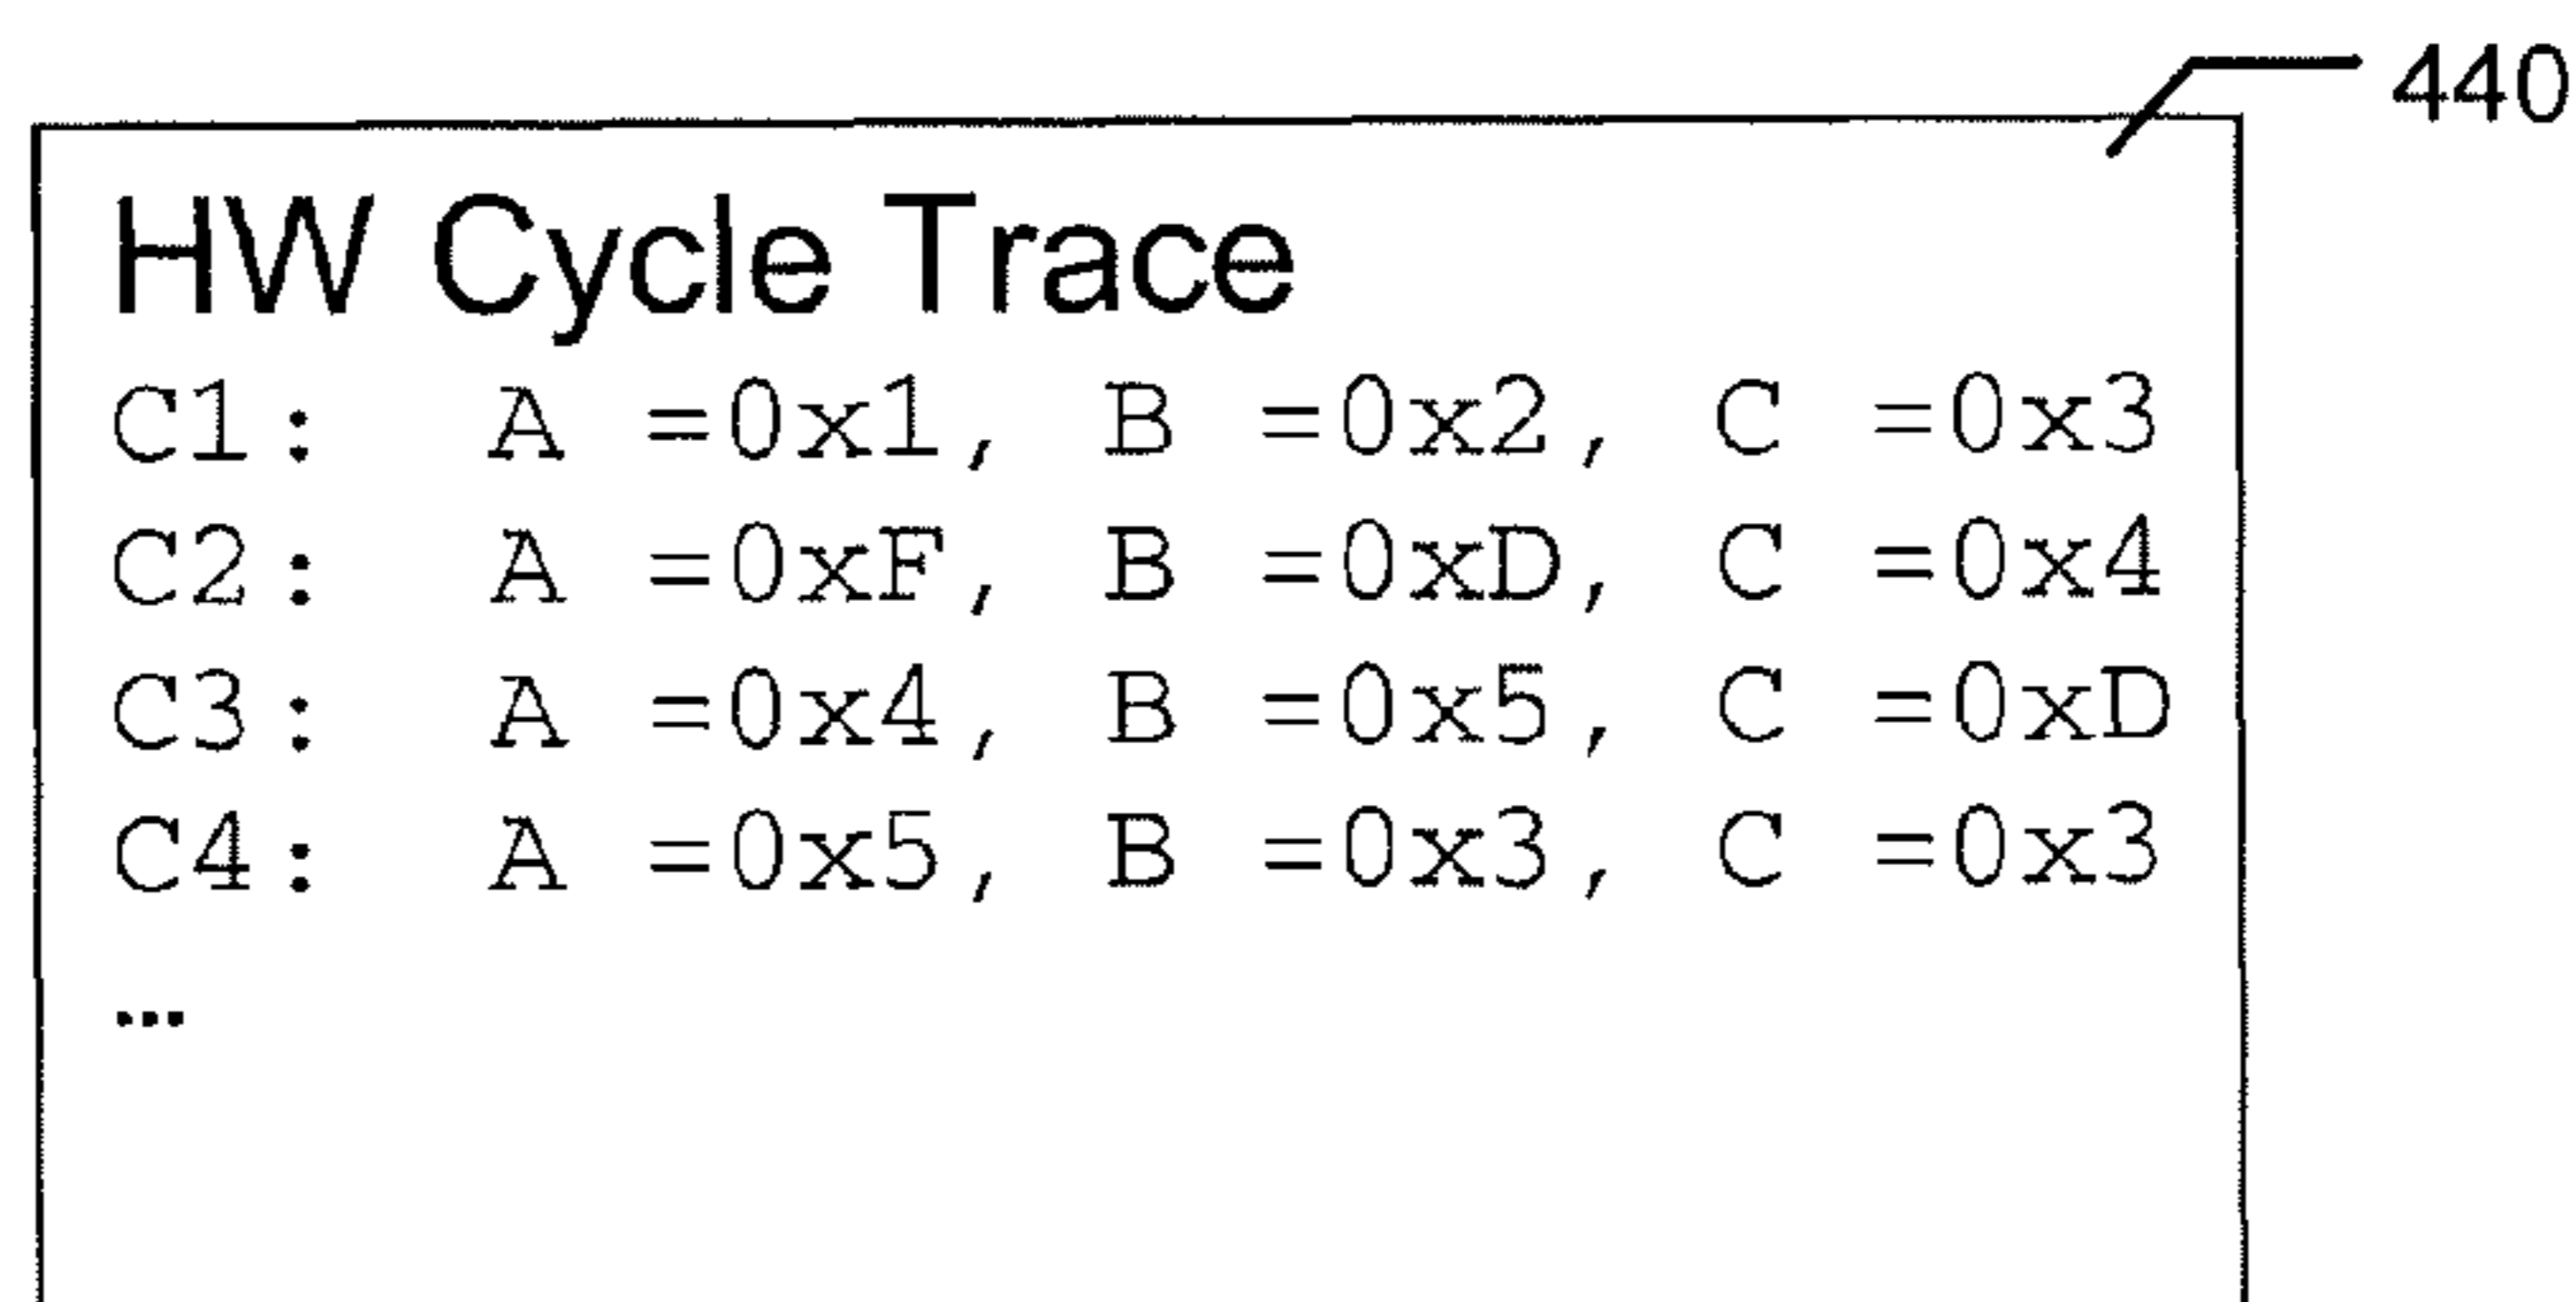 440
HW Cycle Trace
C1: A =0x1, B =0x2, C =0x3
C2: A =0xF, B =0xD, C =0x4
C3: A =0x4, B =0x5, C =0xD
C4: A =0x5, B =0x3, C =0x3
...